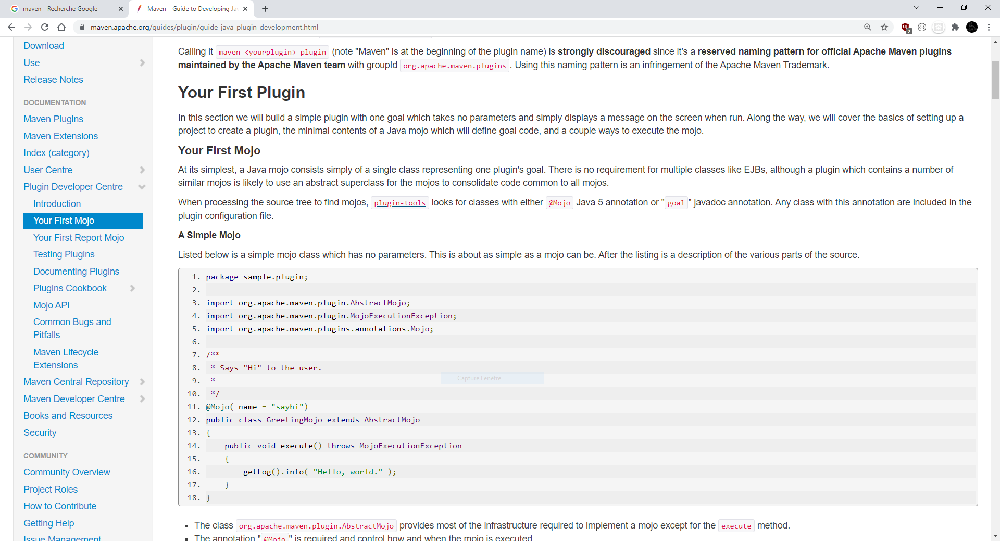 maven - Recherche Google
Maven – Guide to Developing Ja
maven.apache.org/guides/plugin/guide-java-plugin-development.html
2
Download
Use
Release Notes
DOCUMENTATION
Maven Plugins
Maven Extensions
Index (category)
User Centre
Plugin Developer Centre
Introduction
Your First Mojo
Your First Report Mojo
Testing Plugins
Documenting Plugins
Plugins Cookbook
Mojo API
Common Bugs and
Pitfalls
Maven Lifecycle
Extensions
Maven Central Repository
Maven Developer Centre
Books and Resources
Security
COMMUNITY
Community Overview
Project Roles
How to Contribute
Getting Help
Issue Management
Calling it maven-<yourplugin>-plugin (note "Maven" is at the beginning of the plugin name) is strongly discouraged since it's a reserved naming pattern for official Apache Maven plugins
maintained by the Apache Maven team with groupId org.apache.maven.plugins . Using this naming pattern is an infringement of the Apache Maven Trademark.
Your First Plugin
In this section we will build a simple plugin with one goal which takes no parameters and simply displays a message on the screen when run. Along the way, we will cover the basics of setting up a
project to create a plugin, the minimal contents of a Java mojo which will define goal code, and a couple ways to execute the mojo.
Your First Mojo
At its simplest, a Java mojo consists simply of a single class representing one plugin's goal. There is no requirement for multiple classes like EJBs, although a plugin which contains a number of
similar mojos is likely to use an abstract superclass for the mojos to consolidate code common to all mojos.
When processing the source tree to find mojos, plugin-tools looks for classes with either @Mojo Java 5 annotation or "goal" javadoc annotation. Any class with this annotation are included in the
plugin configuration file.
A Simple Mojo
Listed below is a simple mojo class which has no parameters. This is about as simple as a mojo can be. After the listing is a description of the various parts of the source.
1. package sample.plugin;
2.
3. import org.apache.maven.plugin.AbstractMojo;
4. import org.apache.maven.plugin.MojoExecutionException;
5. import org.apache.maven.plugins.annotations.Mojo;
6.
7. /**
8.  * Says "Hi" to the user.
9.  *
10.  */
11. @Mojo( name = "sayhi")
12. public class GreetingMojo extends AbstractMojo
13. {
14.     public void execute() throws MojoExecutionException
15.     {
16.         getLog().info( "Hello, world." );
17.     }
18. }
Capture Fenêtre
▪ The class org.apache.maven.plugin.AbstractMojo provides most of the infrastructure required to implement a mojo except for the execute method.
▪ The annotation "@Mojo" is required and control how and when the mojo is executed